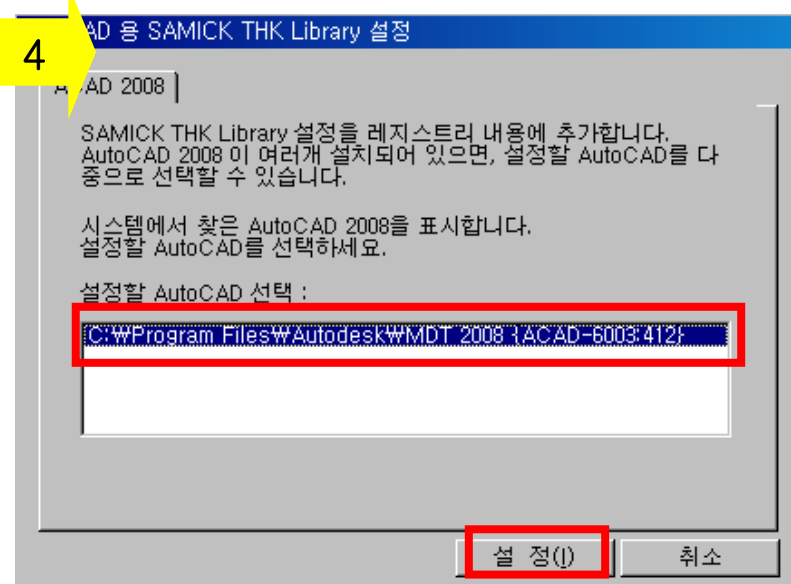 4
AD 용 SAMICK THK Library 설정
ACAD 2008
SAMICK THK Library 설정을 레지스트리 내용에 추가합니다.
AutoCAD 2008 이 여러개 설치되어 있으면, 설정할 AutoCAD를 다
중으로 선택할 수 있습니다.
시스템에서 찾은 AutoCAD 2008을 표시합니다.
설정할 AutoCAD를 선택하세요.
설정할 AutoCAD 선택 :
C:₩Program Files₩Autodesk₩MDT 2008 {ACAD-6003:412}
설 정(I)
취소